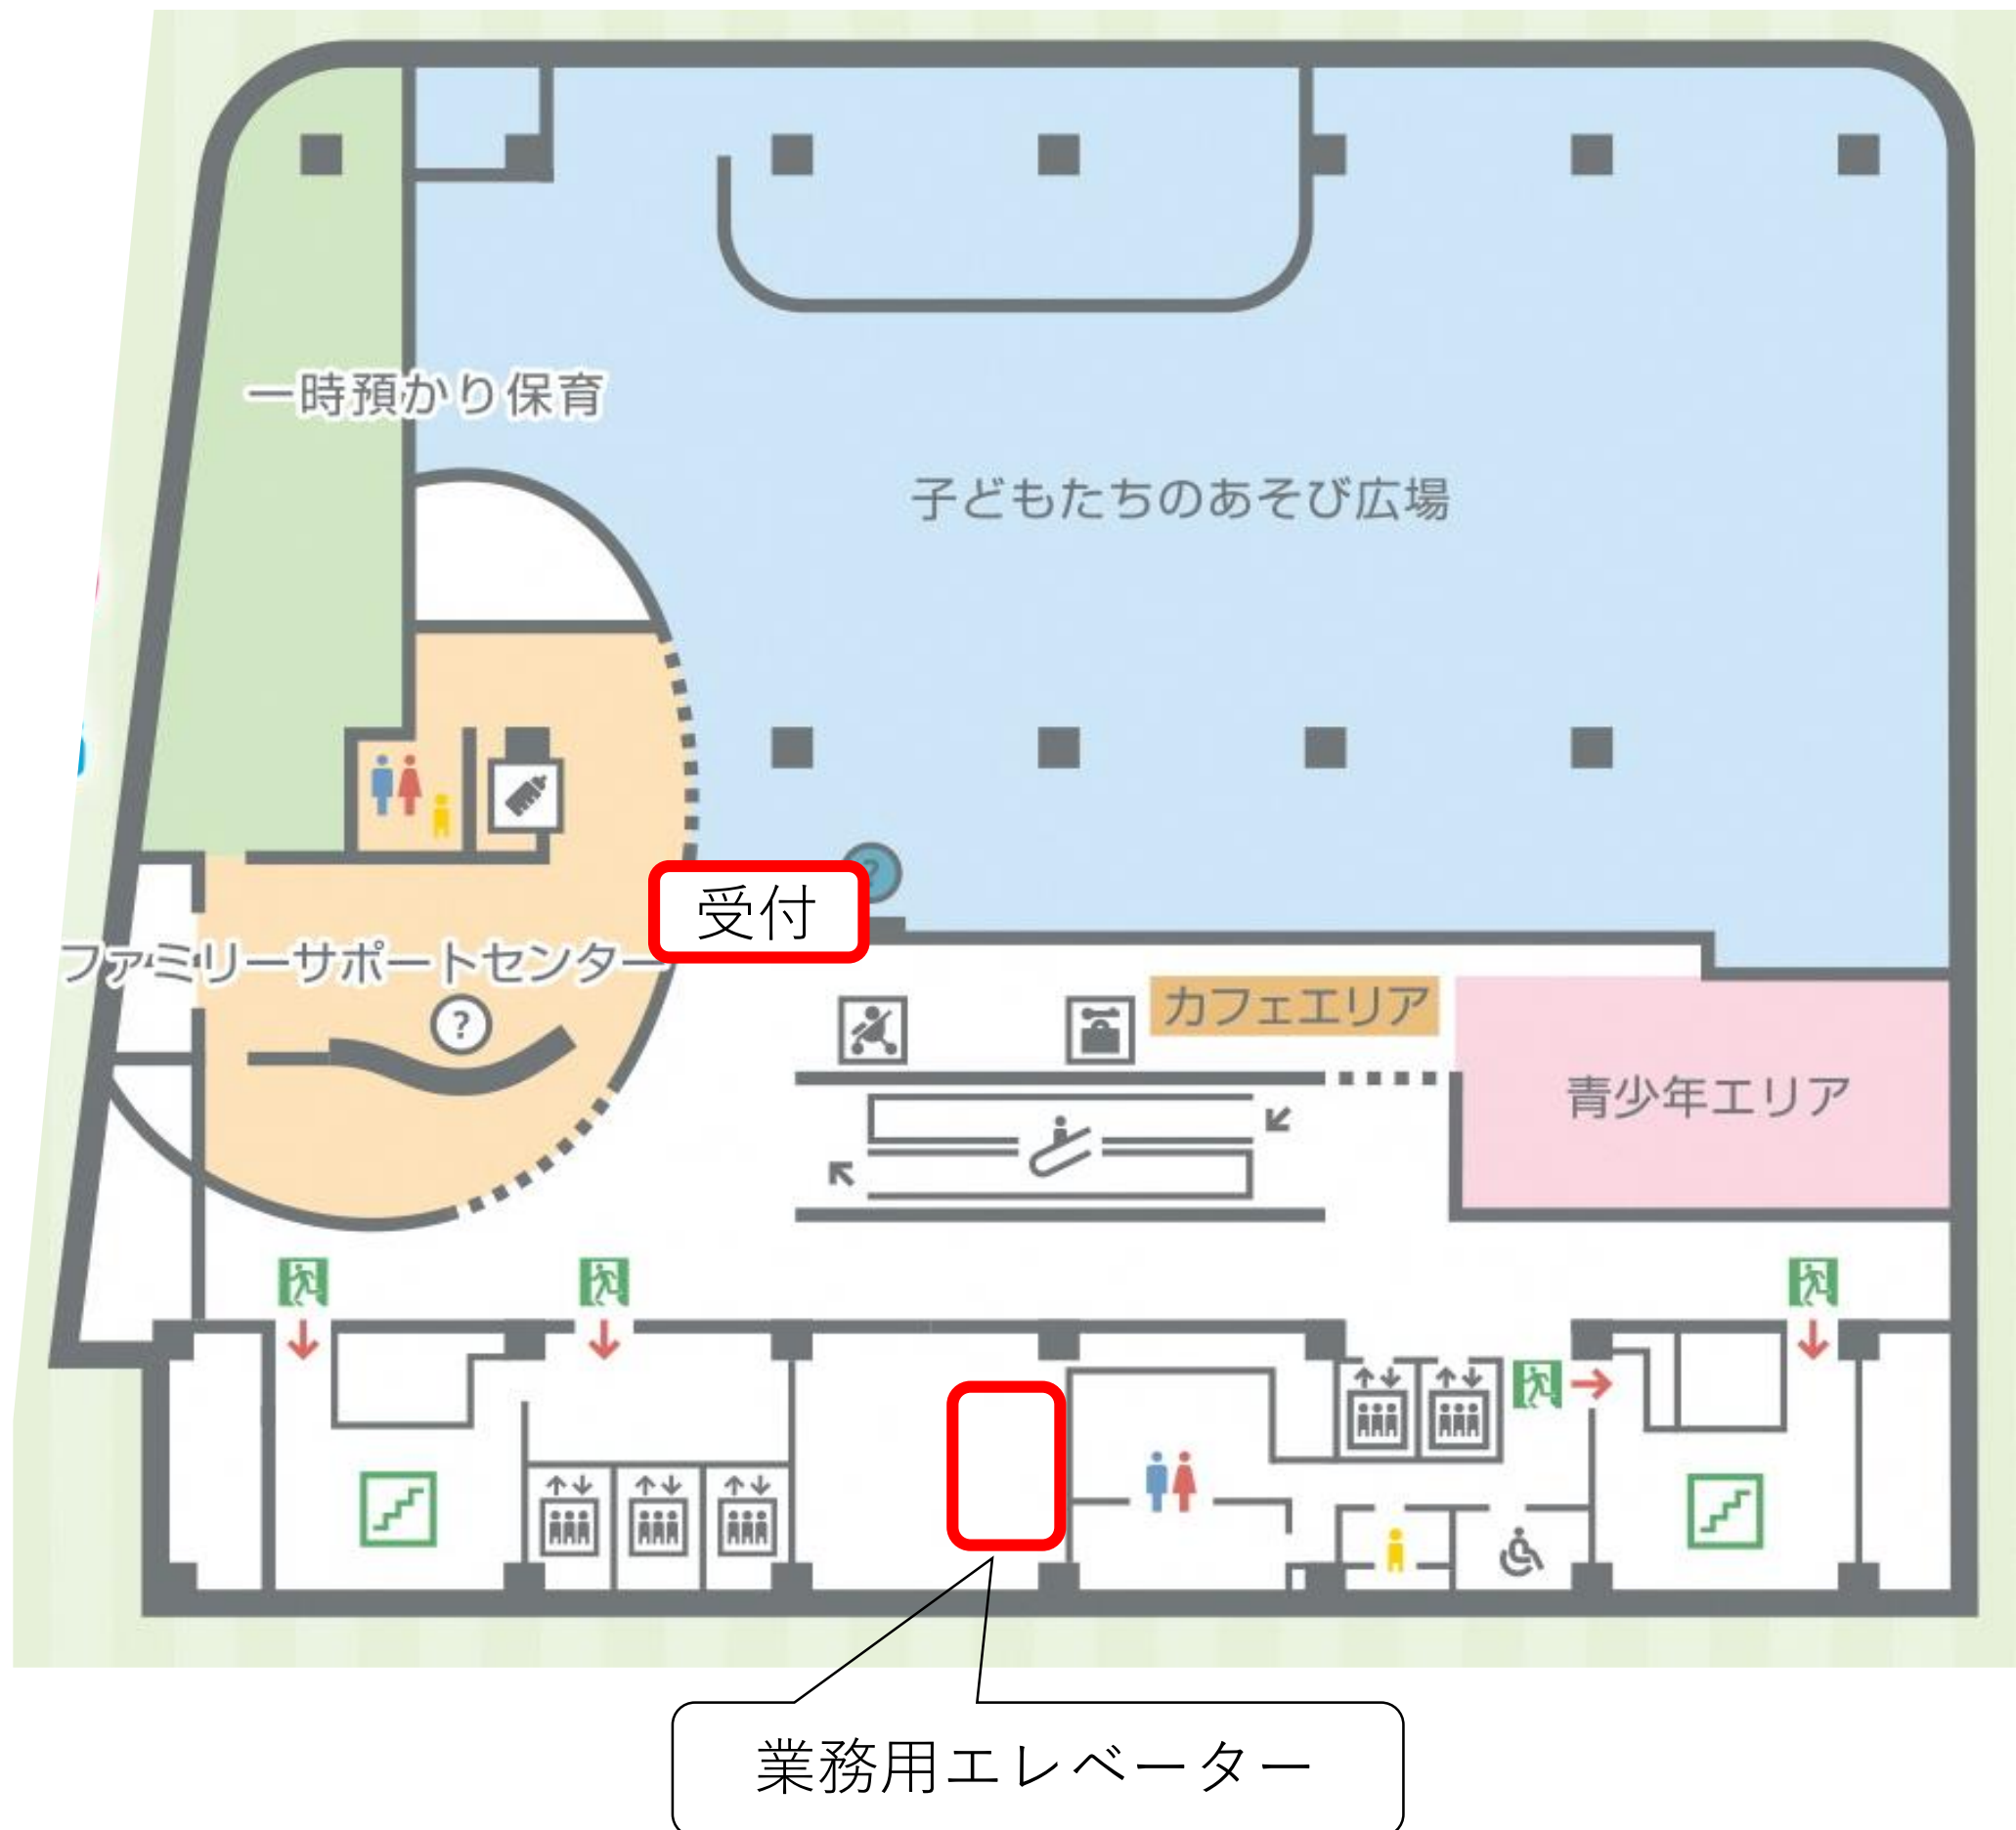 一時預かり保育
子どもたちのあそび広場
?
受付
ファミリーサポートセンター
?
カフェエリア
青少年エリア
業務用エレベーター